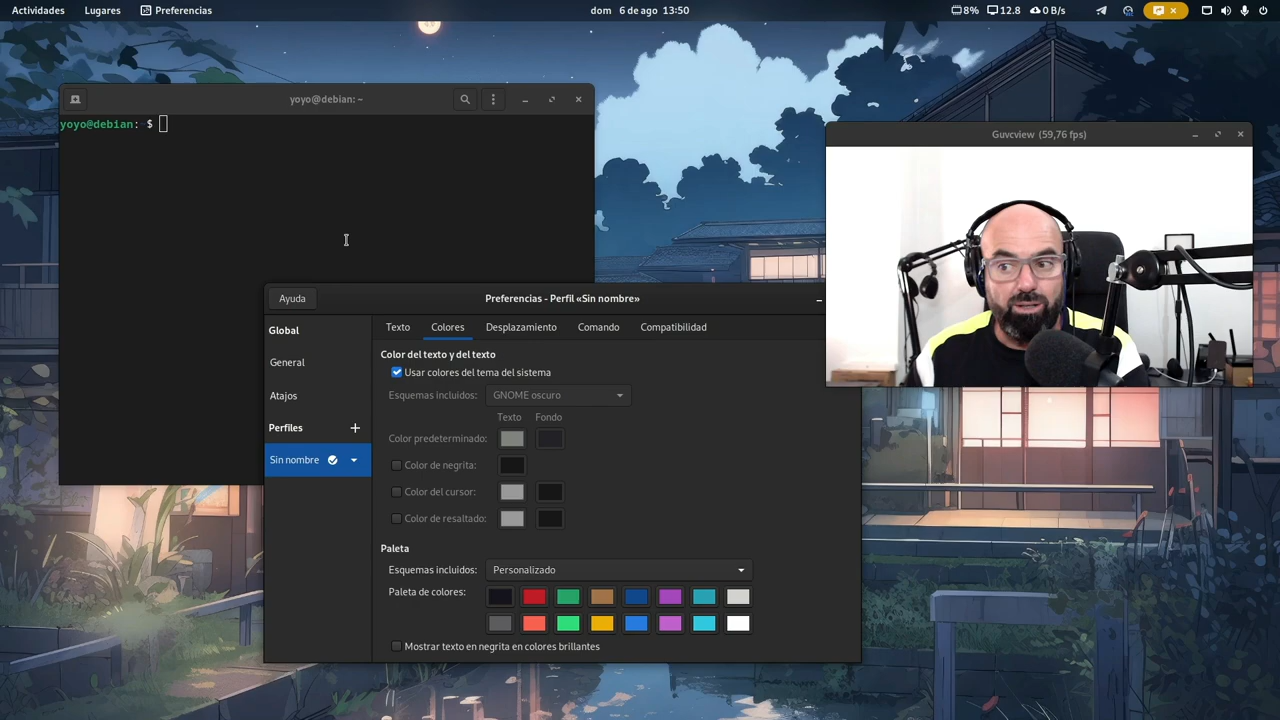 Actividades Lugares Preferencias dom 6 de ago 13:50 8% 12.8 0 B/s
yoyo@debian: ~
yoyo@debian: $
Guvcview (59,76 fps)
Ayuda Preferencias - Perfil «Sin nombre»
Global
General
Atajos
Perfiles
Sin nombre
Texto Colores Desplazamiento Comando Compatibilidad
Color del texto y del texto
Usar colores del tema del sistema
Esquemas incluidos: GNOME oscuro
Texto Fondo
Color predeterminado:
Color de negrita:
Color del cursor:
Color de resaltado:
Paleta
Esquemas incluidos: Personalizado
Paleta de colores:
Mostrar texto en negrita en colores brillantes